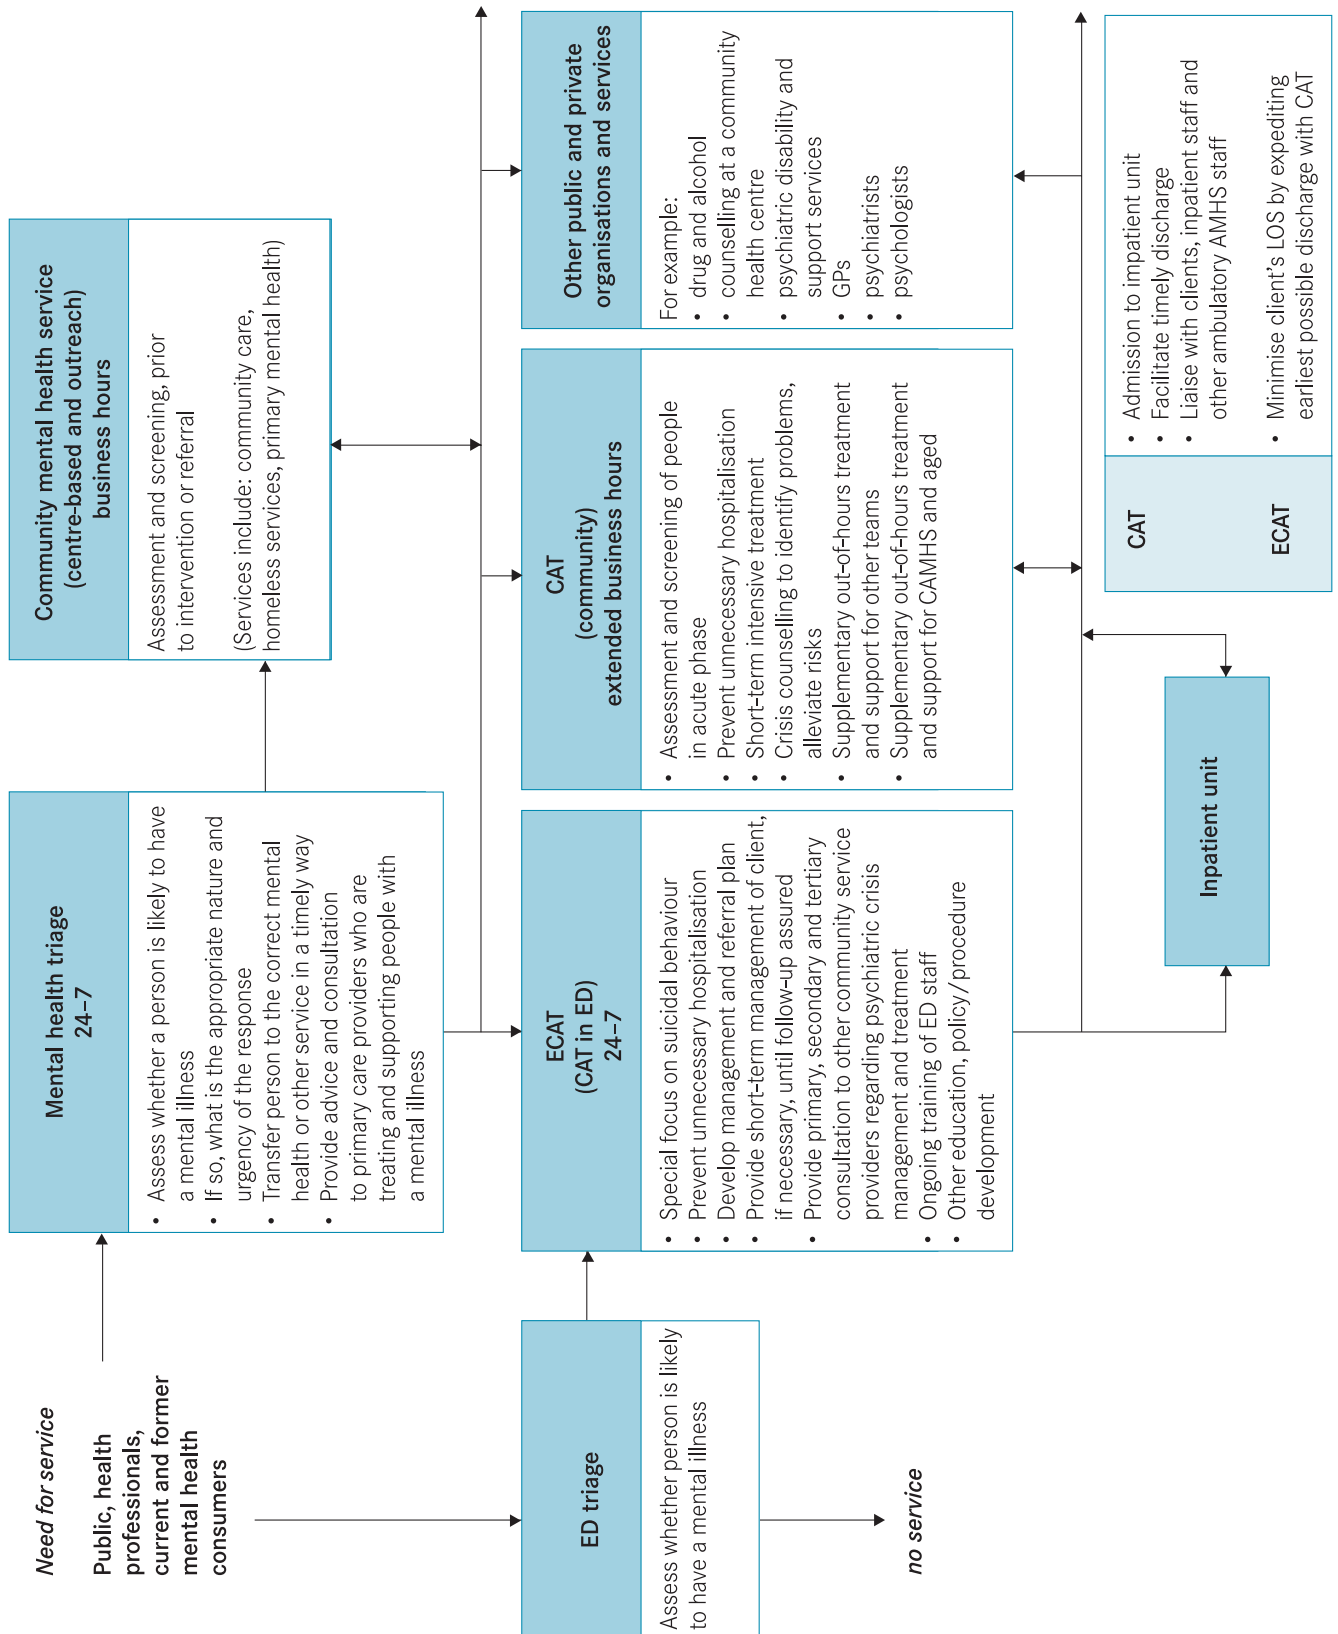 Need for service
Public, health
professionals,
current and former
mental health
consumers
Mental health triage
24–7
• Assess whether a person is likely to have
a mental illness
• If so, what is the appropriate nature and
urgency of the response
• Transfer person to the correct mental
health or other service in a timely way
• Provide advice and consultation
to primary care providers who are
treating and supporting people with
a mental illness
Community mental health service
(centre-based and outreach)
business hours
Assessment and screening, prior
to intervention or referral
(Services include: community care,
homeless services, primary mental health)
ED triage
Assess whether person is likely
to have a mental illness
no service
ECAT
(CAT in ED)
24–7
• Special focus on suicidal behaviour
• Prevent unnecessary hospitalisation
• Develop management and referral plan
• Provide short-term management of client,
if necessary, until follow-up assured
• Provide primary, secondary and tertiary
consultation to other community service
providers regarding psychiatric crisis
management and treatment
• Ongoing training of ED staff
• Other education, policy/procedure
development
CAT
(community)
extended business hours
• Assessment and screening of people
in acute phase
• Prevent unnecessary hospitalisation
• Short-term intensive treatment
• Crisis counselling to identify problems,
alleviate risks
• Supplementary out-of-hours treatment
and support for other teams
• Supplementary out-of-hours treatment
and support for CAMHS and aged
Other public and private
organisations and services
For example:
• drug and alcohol
• counselling at a community
health centre
• psychiatric disability and
support services
• GPs
• psychiatrists
• psychologists
Inpatient unit
CAT
• Admission to impatient unit
• Facilitate timely discharge
• Liaise with clients, inpatient staff and
other ambulatory AMHS staff
ECAT
• Minimise client's LOS by expediting
earliest possible discharge with CAT